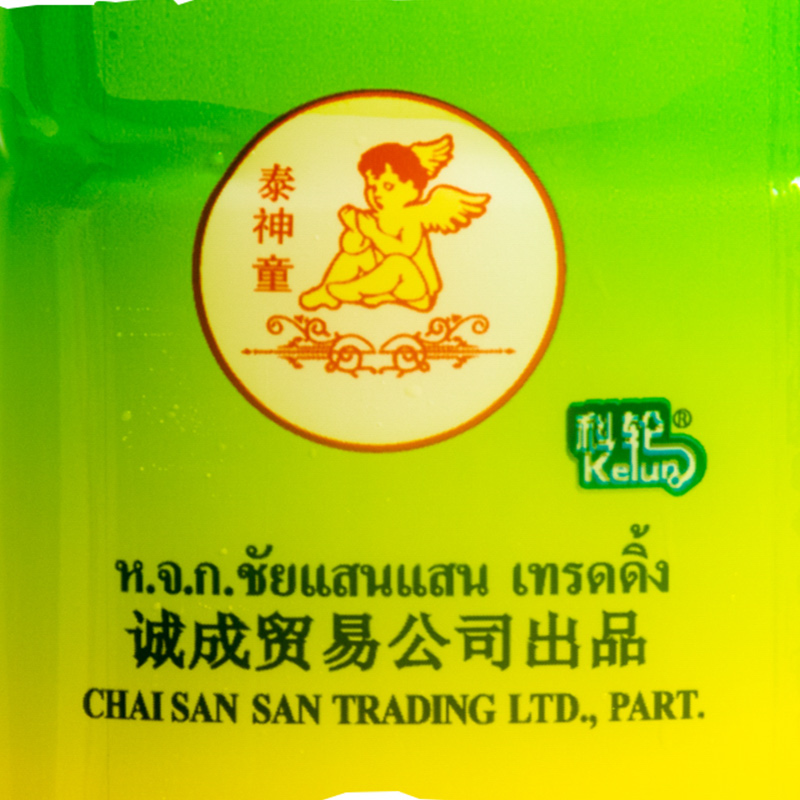 泰神童
科轮®
Kelun
ห.จ.ก.ชัยแสนแสน เทรดดิ้ง
诚成贸易公司出品
CHAI SAN SAN TRADING LTD., PART.